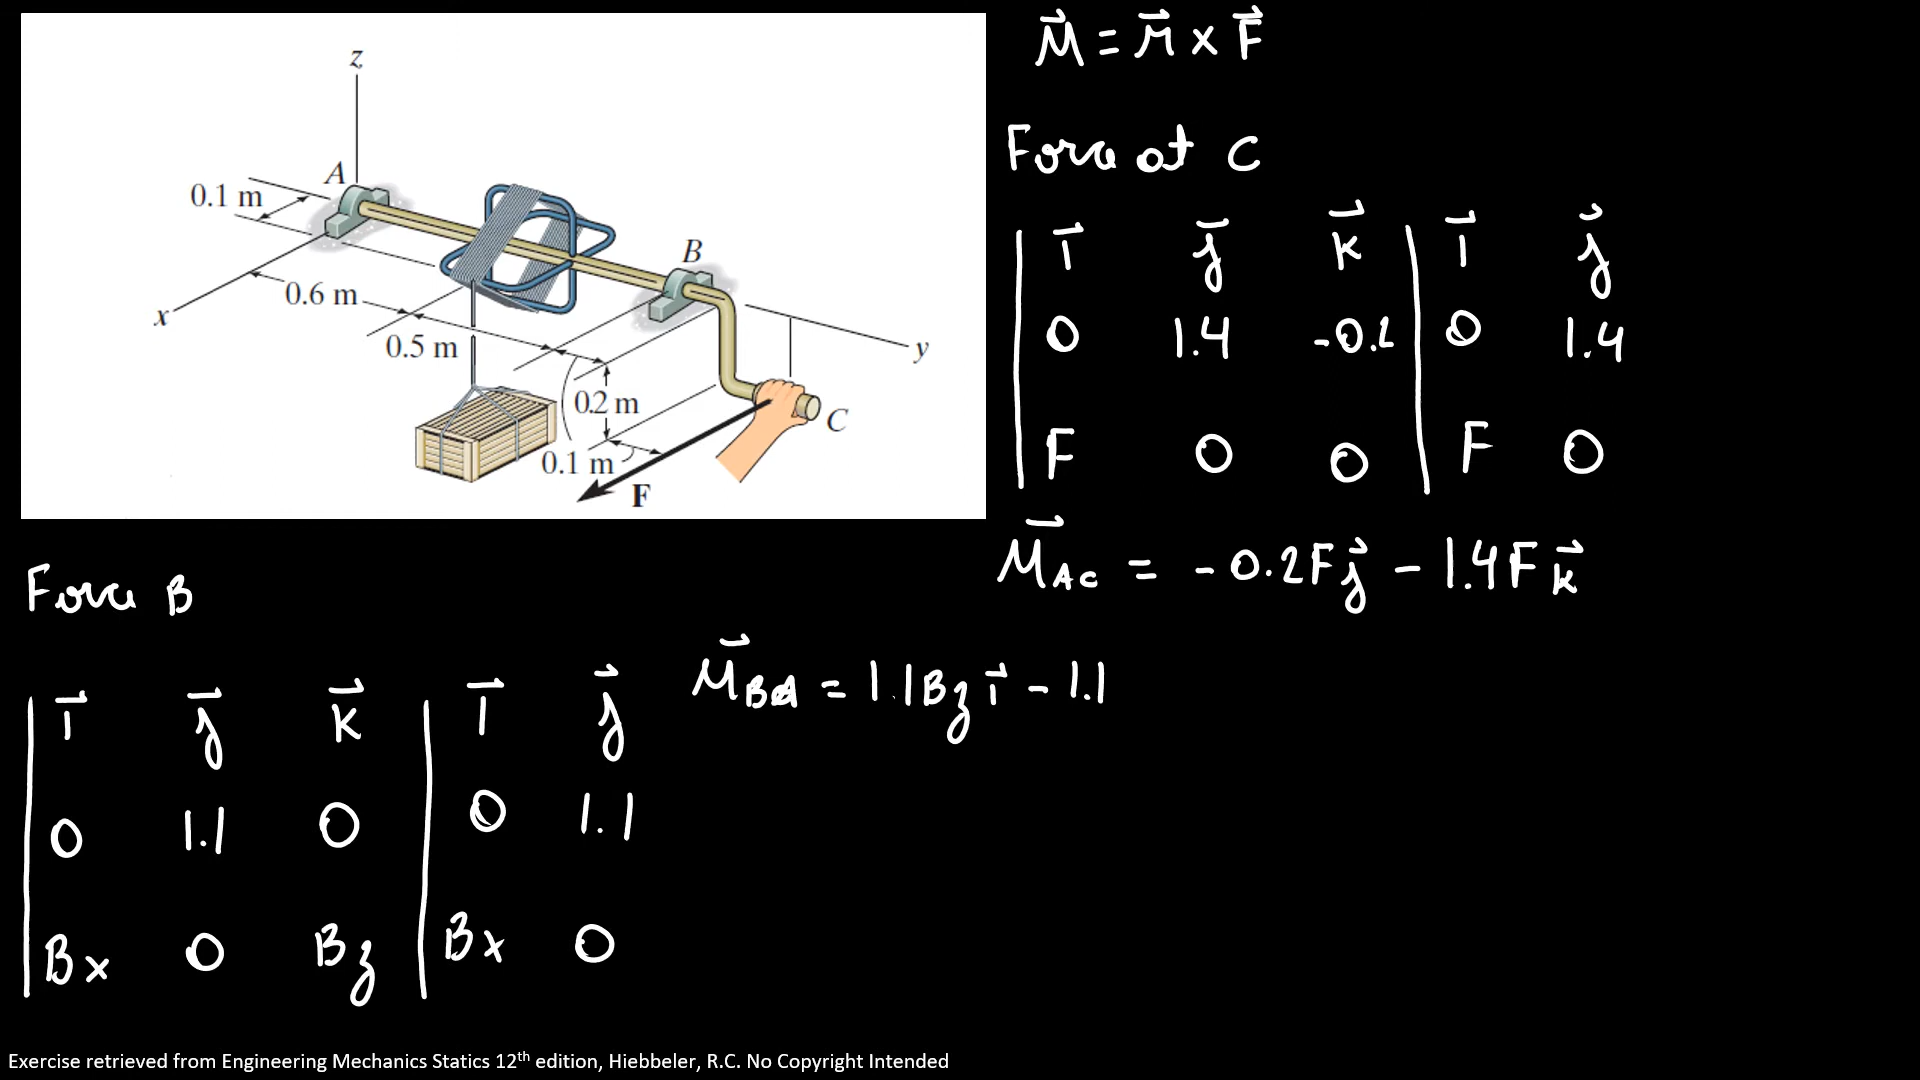 M = r x F
Force at C
i j k i j
0 1.4 -0.2 0 1.4
F 0 0 F 0
MAC = - 0.2F j - 1.4F k
z
A
0.1 m
B
0.6 m
x
0.5 m
y
0.2 m
C
0.1 m
F
Force B
MBA = 1.1Bz i - 1.1
i j k i j
0 1.1 0 0 1.1
Bx 0 Bz Bx 0
Exercise retrieved from Engineering Mechanics Statics 12th edition, Hiebbeler, R.C. No Copyright Intended